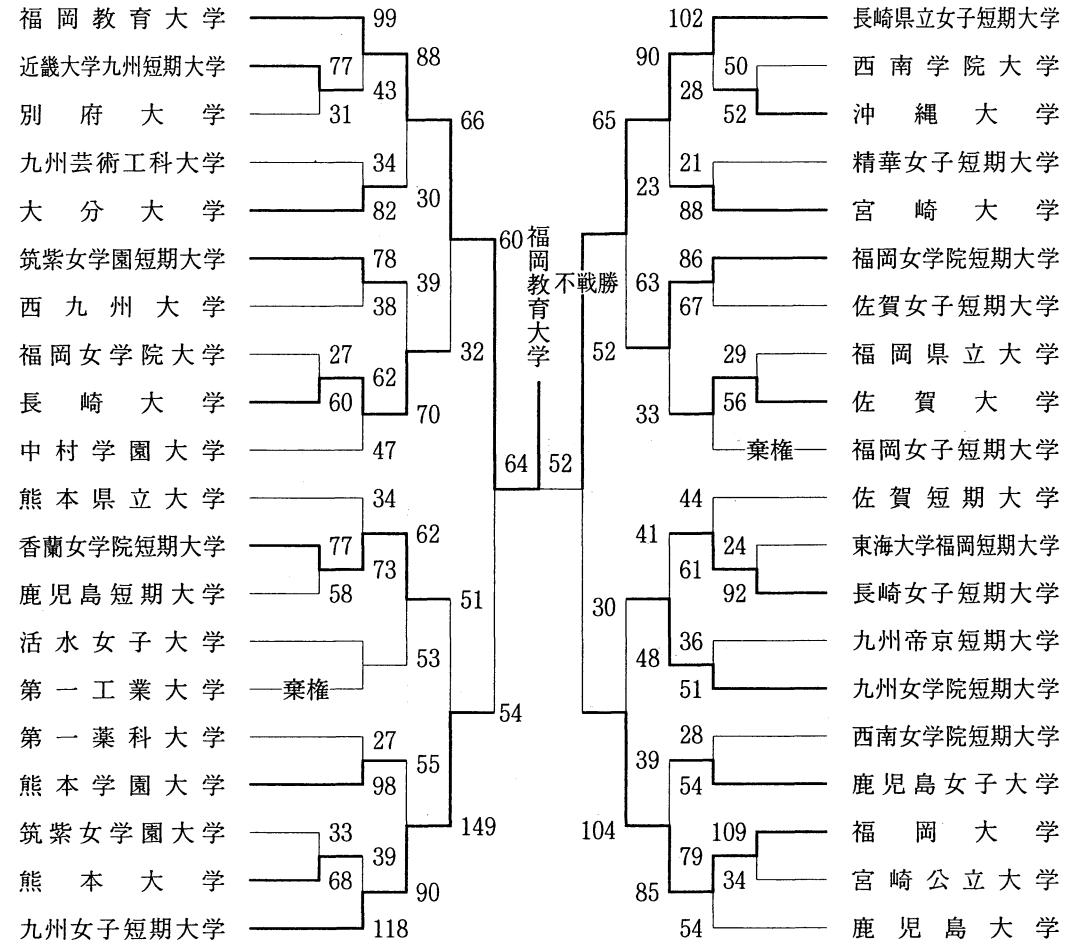 福岡教育大学
近畿大学九州短期大学
別府大学
九州芸術工科大学
大分大学
筑紫女学園短期大学
西九州大学
福岡女学院大学
長崎大学
中村学園大学
熊本県立大学
香蘭女学院短期大学
鹿児島短期大学
活水女子大学
第一工業大学
第一薬科大学
熊本学園大学
筑紫女学園大学
熊本大学
九州女子短期大学
77
31
27
60
77
58
棄権
33
68
99
43
34
82
78
38
62
47
34
73
27
98
39
118
88
30
39
70
62
53
55
90
66
32
51
149
60
54
64
福岡教育大学
52
不戦勝
65
52
30
104
90
23
63
33
41
48
39
85
102
28
21
88
86
67
44
61
36
51
28
54
79
54
50
52
29
56
棄権
24
92
109
34
長崎県立女子短期大学
西南学院大学
沖縄大学
精華女子短期大学
宮崎大学
福岡女学院短期大学
佐賀女子短期大学
福岡県立大学
佐賀大学
福岡女子短期大学
佐賀短期大学
東海大学福岡短期大学
長崎女子短期大学
九州帝京短期大学
九州女学院短期大学
西南女学院短期大学
鹿児島女子大学
福岡大学
宮崎公立大学
鹿児島大学